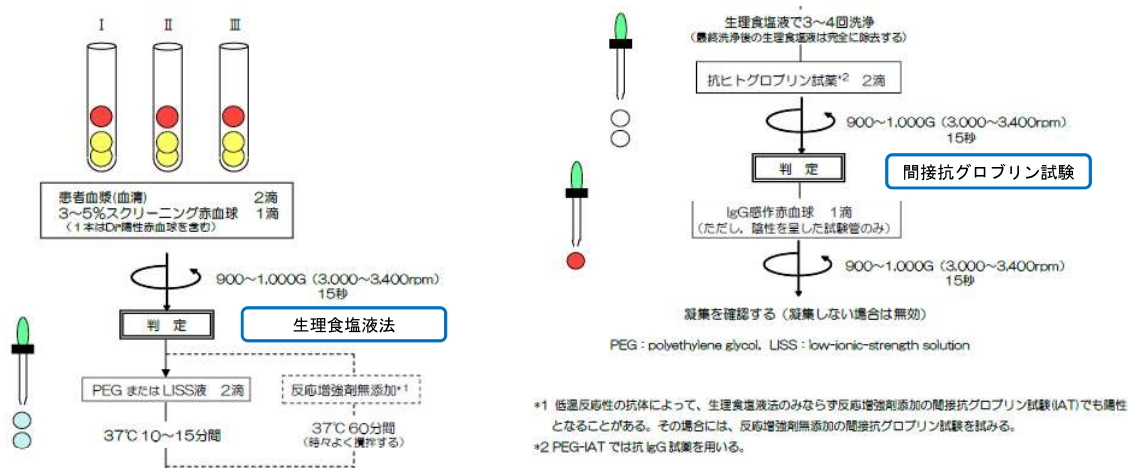 I II III
患者血漿(血清) 2滴
3～5%スクリーニング赤血球 1滴
(1本はDiª陽性赤血球を含む)
900～1,000G (3,000～3,400rpm)
15秒
判 定
生理食塩液法
PEG またはLISS液 2滴
反応増強剤無添加*1
37℃ 10～15分間
37℃ 60分間
(時々よく攪拌する)
生理食塩液で3～4回洗浄
(最終洗浄後の生理食塩液は完全に除去する)
抗ヒトグロブリン試薬*2 2滴
900～1,000G (3,000～3,400rpm)
15秒
判 定
間接抗グロブリン試験
IgG感作赤血球 1滴
(ただし、陰性を呈した試験管のみ)
900～1,000G (3,000～3,400rpm)
15秒
凝集を確認する (凝集しない場合は無効)
PEG : polyethylene glycol, LISS : low-ionic-strength solution
*1 低温反応性の抗体によって、生理食塩液法のみならず反応増強剤添加の間接抗グロブリン試験(IAT)でも陽性
となることがある。その場合には、反応増強剤無添加の間接抗グロブリン試験を試みる。
*2 PEG-IAT では抗 IgG 試薬を用いる。